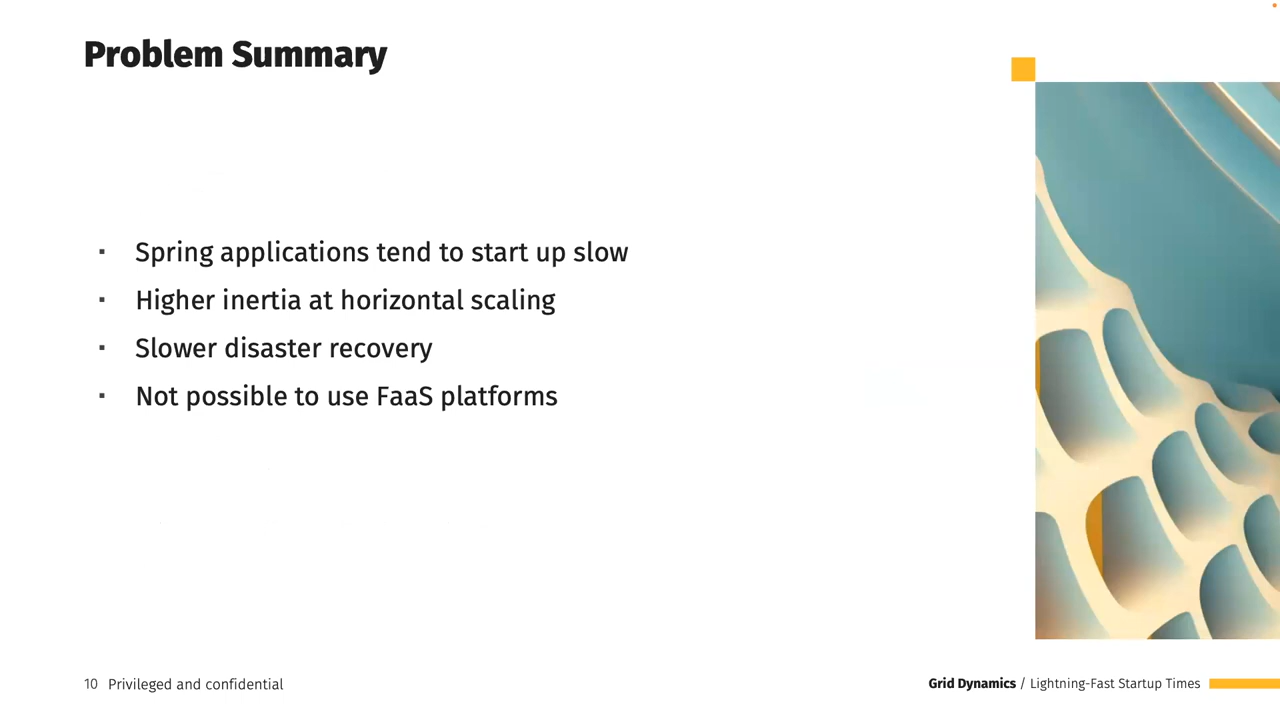 Problem Summary
▪ Spring applications tend to start up slow
▪ Higher inertia at horizontal scaling
▪ Slower disaster recovery
▪ Not possible to use FaaS platforms
10 Privileged and confidential
Grid Dynamics / Lightning-Fast Startup Times